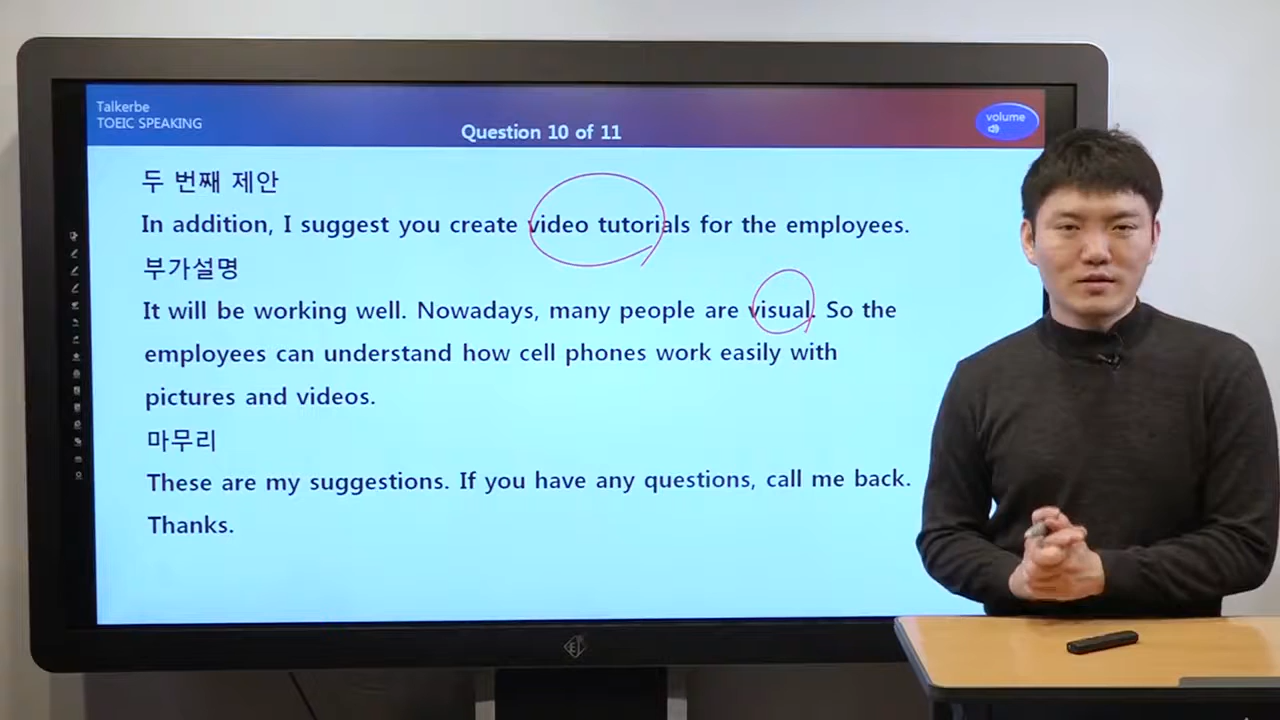 Talkerbe
TOEIC SPEAKING
Question 10 of 11
volume
두 번째 제안
In addition, I suggest you create video tutorials for the employees.
부가설명
It will be working well. Nowadays, many people are visual. So the
employees can understand how cell phones work easily with
pictures and videos.
마무리
These are my suggestions. If you have any questions, call me back.
Thanks.